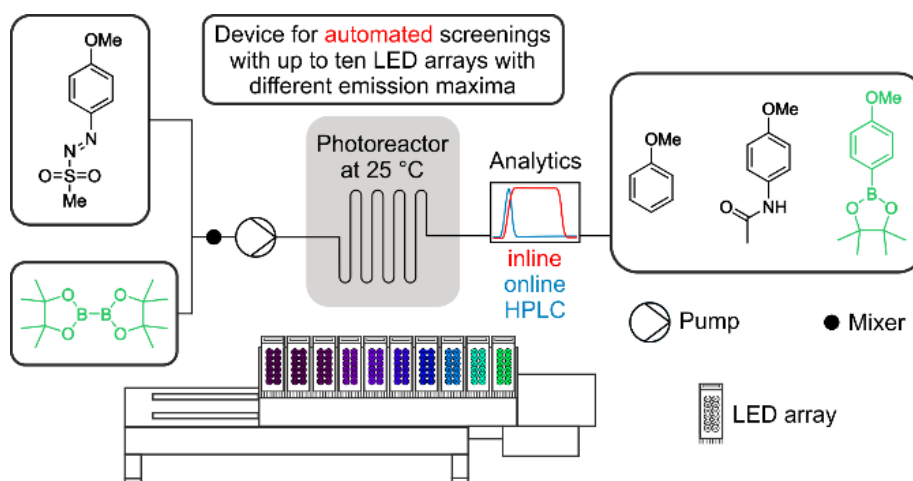 OMe
N
N
O
S
O
Me
O
O
B
B
O
O
Device for automated screenings
with up to ten LED arrays with
different emission maxima
Photoreactor
at 25 °C
Analytics
inline
online
HPLC
OMe
OMe
O
NH
OMe
B
O
O
Pump
Mixer
LED array